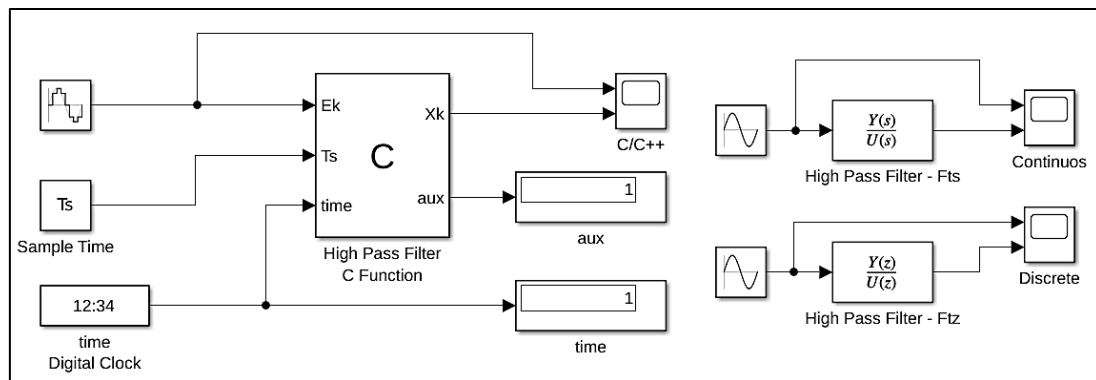 Ek
Ts
time
C
Xk
aux
High Pass Filter
C Function
C/C++
Ts
Sample Time
12:34
time
Digital Clock
1
aux
1
time
Y(s)
U(s)
High Pass Filter - Fts
Continuos
Y(z)
U(z)
High Pass Filter - Ftz
Discrete